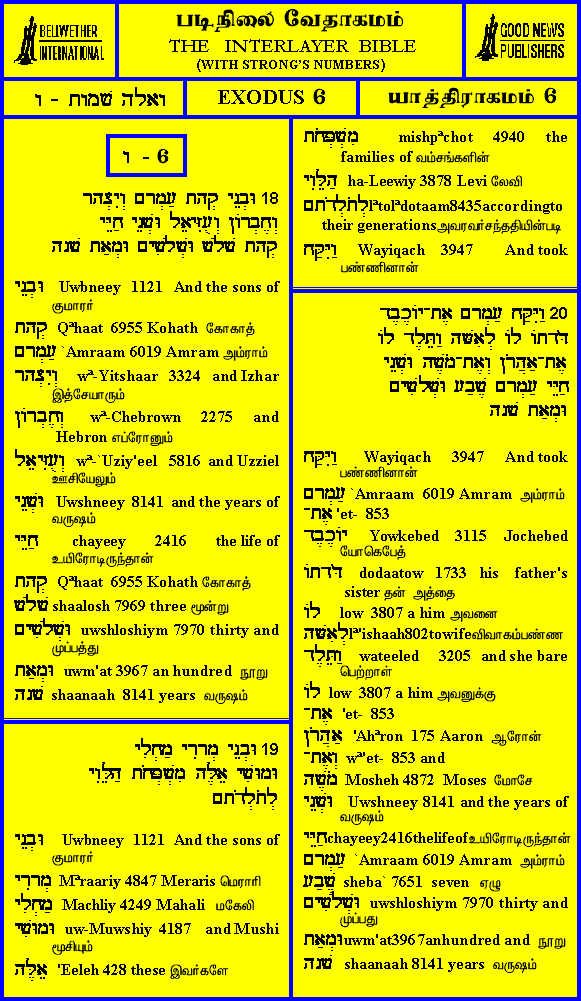 BELLWETHER INTERNATIONAL
படிநிலை வேதாகமம்
THE INTERLAYER BIBLE
(WITH STRONG'S NUMBERS)
GOOD NEWS PUBLISHERS
ואלה שמות - ו
EXODUS 6
யாத்திராகமம் 6
6 - ו
18 וּבְנֵי קְהָת עַמְרָם וְיִצְהָר
וְחֶבְרוֹן וְעֻזִּיאֵל וּשְׁנֵי חַיֵּי
קְהָת שָׁלֹשׁ וּשְׁלֹשִׁים וּמְאַת שָׁנָה
וּבְנֵי Uwbneey 1121 And the sons of
குமாரர்
קְהָת Qªhaat 6955 Kohath கோகாத்
עַמְרָם `Amraam 6019 Amram அம்ராம்
וְיִצְהָר wª-Yitshaar 3324 and Izhar
இத்சேயாரும்
וְחֶבְרוֹן wª-Chebrown 2275 and
Hebron எப்ரோனும்
וְעֻזִּיאֵל wª-`Uziy'eel 5816 and Uzziel
ஊசியேலும்
וּשְׁנֵי Uwshneey 8141 and the years of
வருஷம்
חַיֵּי chayeey 2416 the life of
உயிரோடிருந்தான்
קְהָת Qªhaat 6955 Kohath கோகாத்
שָׁלֹשׁ shaalosh 7969 three மூன்று
וּשְׁלֹשִׁים uwshloshiym 7970 thirty and
முப்பத்து
וּמְאַת uwm'at 3967 an hundred நூறு
שָׁנָה shaanaah 8141 years வருஷம்
19 וּבְנֵי מְרָרִי מַחְלִי
וּמוּשִׁי אֵלֶּה מִשְׁפְּחֹת הַלֵּוִי
לְתֹלְדֹתָם
וּבְנֵי Uwbneey 1121 And the sons of
குமாரர்
מְרָרִי Mªraariy 4847 Meraris மெராரி
מַחְלִי Machliy 4249 Mahali மகேலி
וּמוּשִׁי uw-Muwshiy 4187 and Mushi
மூசியும்
אֵלֶּה 'Eeleh 428 these இவர்களே
מִשְׁפְּחֹת mishpªchot 4940 the
families of வம்சங்களின்
הַלֵּוִי ha-Leewiy 3878 Levi லேவி
לְתֹלְדֹתָם lªtolªdotaam8435accordingto
their generationsஅவரவர்சந்ததியின்படி
וַיִּקַּח Wayiqach 3947 And took
பண்ணினான்
20 וַיִּקַּח עַמְרָם אֶת־יוֹכֶבֶד
דֹּדָתוֹ לוֹ לְאִשָּׁה וַתֵּלֶד לוֹ
אֶת־אַהֲרֹן וְאֶת־מֹשֶׁה וּשְׁנֵי
חַיֵּי עַמְרָם שֶׁבַע וּשְׁלֹשִׁים
וּמְאַת שָׁנָה
וַיִּקַּח Wayiqach 3947 And took
பண்ணினான்
עַמְרָם `Amraam 6019 Amram அம்ராம்
אֶת־ 'et- 853
יוֹכֶבֶד Yowkebed 3115 Jochebed
யோகெபேத்
דֹּדָתוֹ dodaatow 1733 his father's
sister தன் அத்தை
לוֹ low 3807 a him அவனை
לְאִשָּׁה lª'ishaah802towifeவிவாகம்பண்ண
וַתֵּלֶד wateeled 3205 and she bare
பெற்றாள்
לוֹ low 3807 a him அவனுக்கு
אֶת־ 'et- 853
אַהֲרֹן 'Ahªron 175 Aaron ஆரோன்
וְאֶת־ wª'et- 853 and
מֹשֶׁה Mosheh 4872 Moses மோசே
וּשְׁנֵי Uwshneey 8141 and the years of
வருஷம்
חַיֵּי chayeey2416thelifeofஉயிரோடிருந்தான்
עַמְרָם `Amraam 6019 Amram அம்ராம்
שֶׁבַע sheba` 7651 seven ஏழு
וּשְׁלֹשִׁים uwshloshiym 7970 thirty and
முப்பது
וּמְאַת uwm'at3967anhundred and நூறு
שָׁנָה shaanaah 8141 years வருஷம்